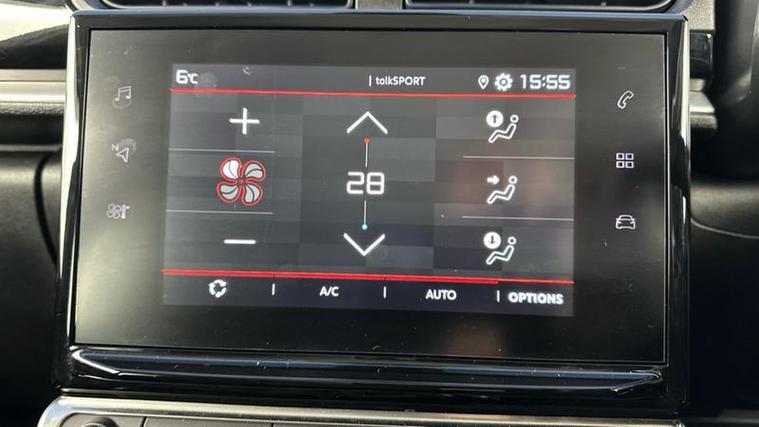 6°C | talkSPORT 15:55
N
28
A/C | AUTO | OPTIONS